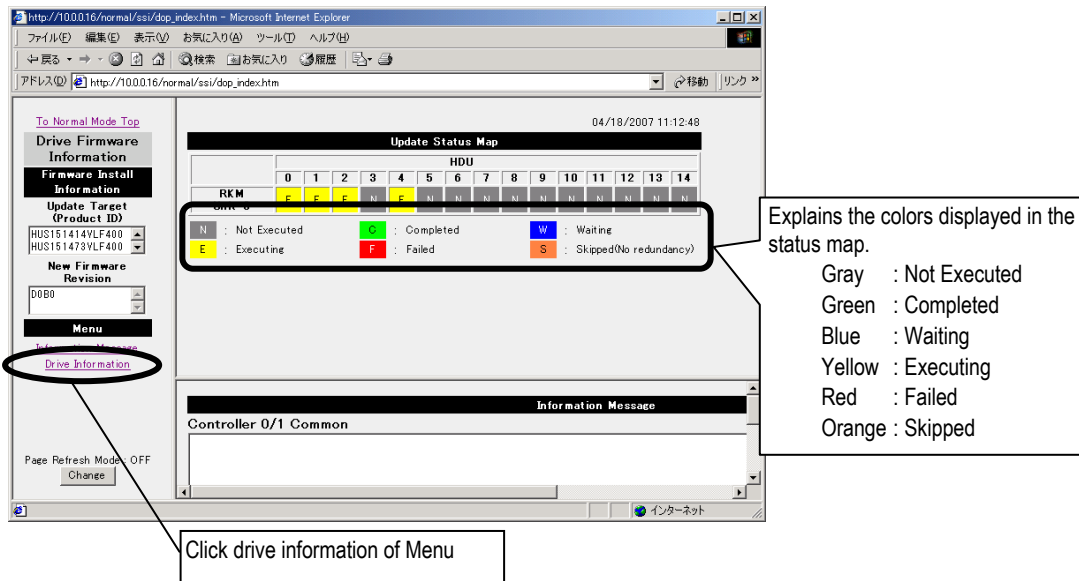 http://10.0.0.16/normal/ssi/dop_index.htm - Microsoft Internet Explorer
ファイル(F) 編集(E) 表示(V) お気に入り(A) ツール(T) ヘルプ(H)
戻る 検索 お気に入り 履歴
アドレス(D) http://10.0.0.16/normal/ssi/dop_index.htm 移動 リンク »
To Normal Mode Top
Drive Firmware
Information
Firmware Install
Information
Update Target
(Product ID)
HUS151414VLF400
HUS151473VLF400
New Firmware
Revision
D0B0
Menu
Information Message
Drive Information
Page Refresh Mode : OFF
Change
04/18/2007 11:12:48
Update Status Map
HDU
0 1 2 3 4 5 6 7 8 9 10 11 12 13 14
RKM
E E E N E N N N N N N N N N N
N : Not Executed C : Completed W : Waiting
E : Executing F : Failed S : Skipped(No redundancy)
Information Message
Controller 0/1 Common
インターネット
Explains the colors displayed in the
status map.
Gray : Not Executed
Green : Completed
Blue : Waiting
Yellow : Executing
Red : Failed
Orange : Skipped
Click drive information of Menu